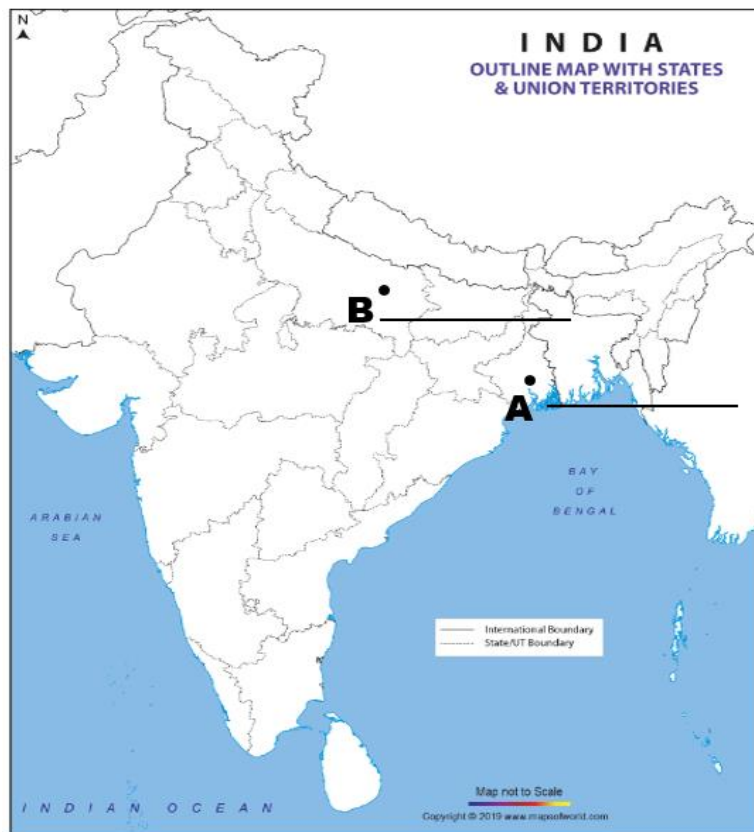 N
INDIA
OUTLINE MAP WITH STATES
& UNION TERRITORIES
B
A
BAY
OF
BENGAL
ARABIAN
SEA
International Boundary
State/UT Boundary
Map not to Scale
INDIAN OCEAN
Copyright © 2019 www.mapsofworld.com